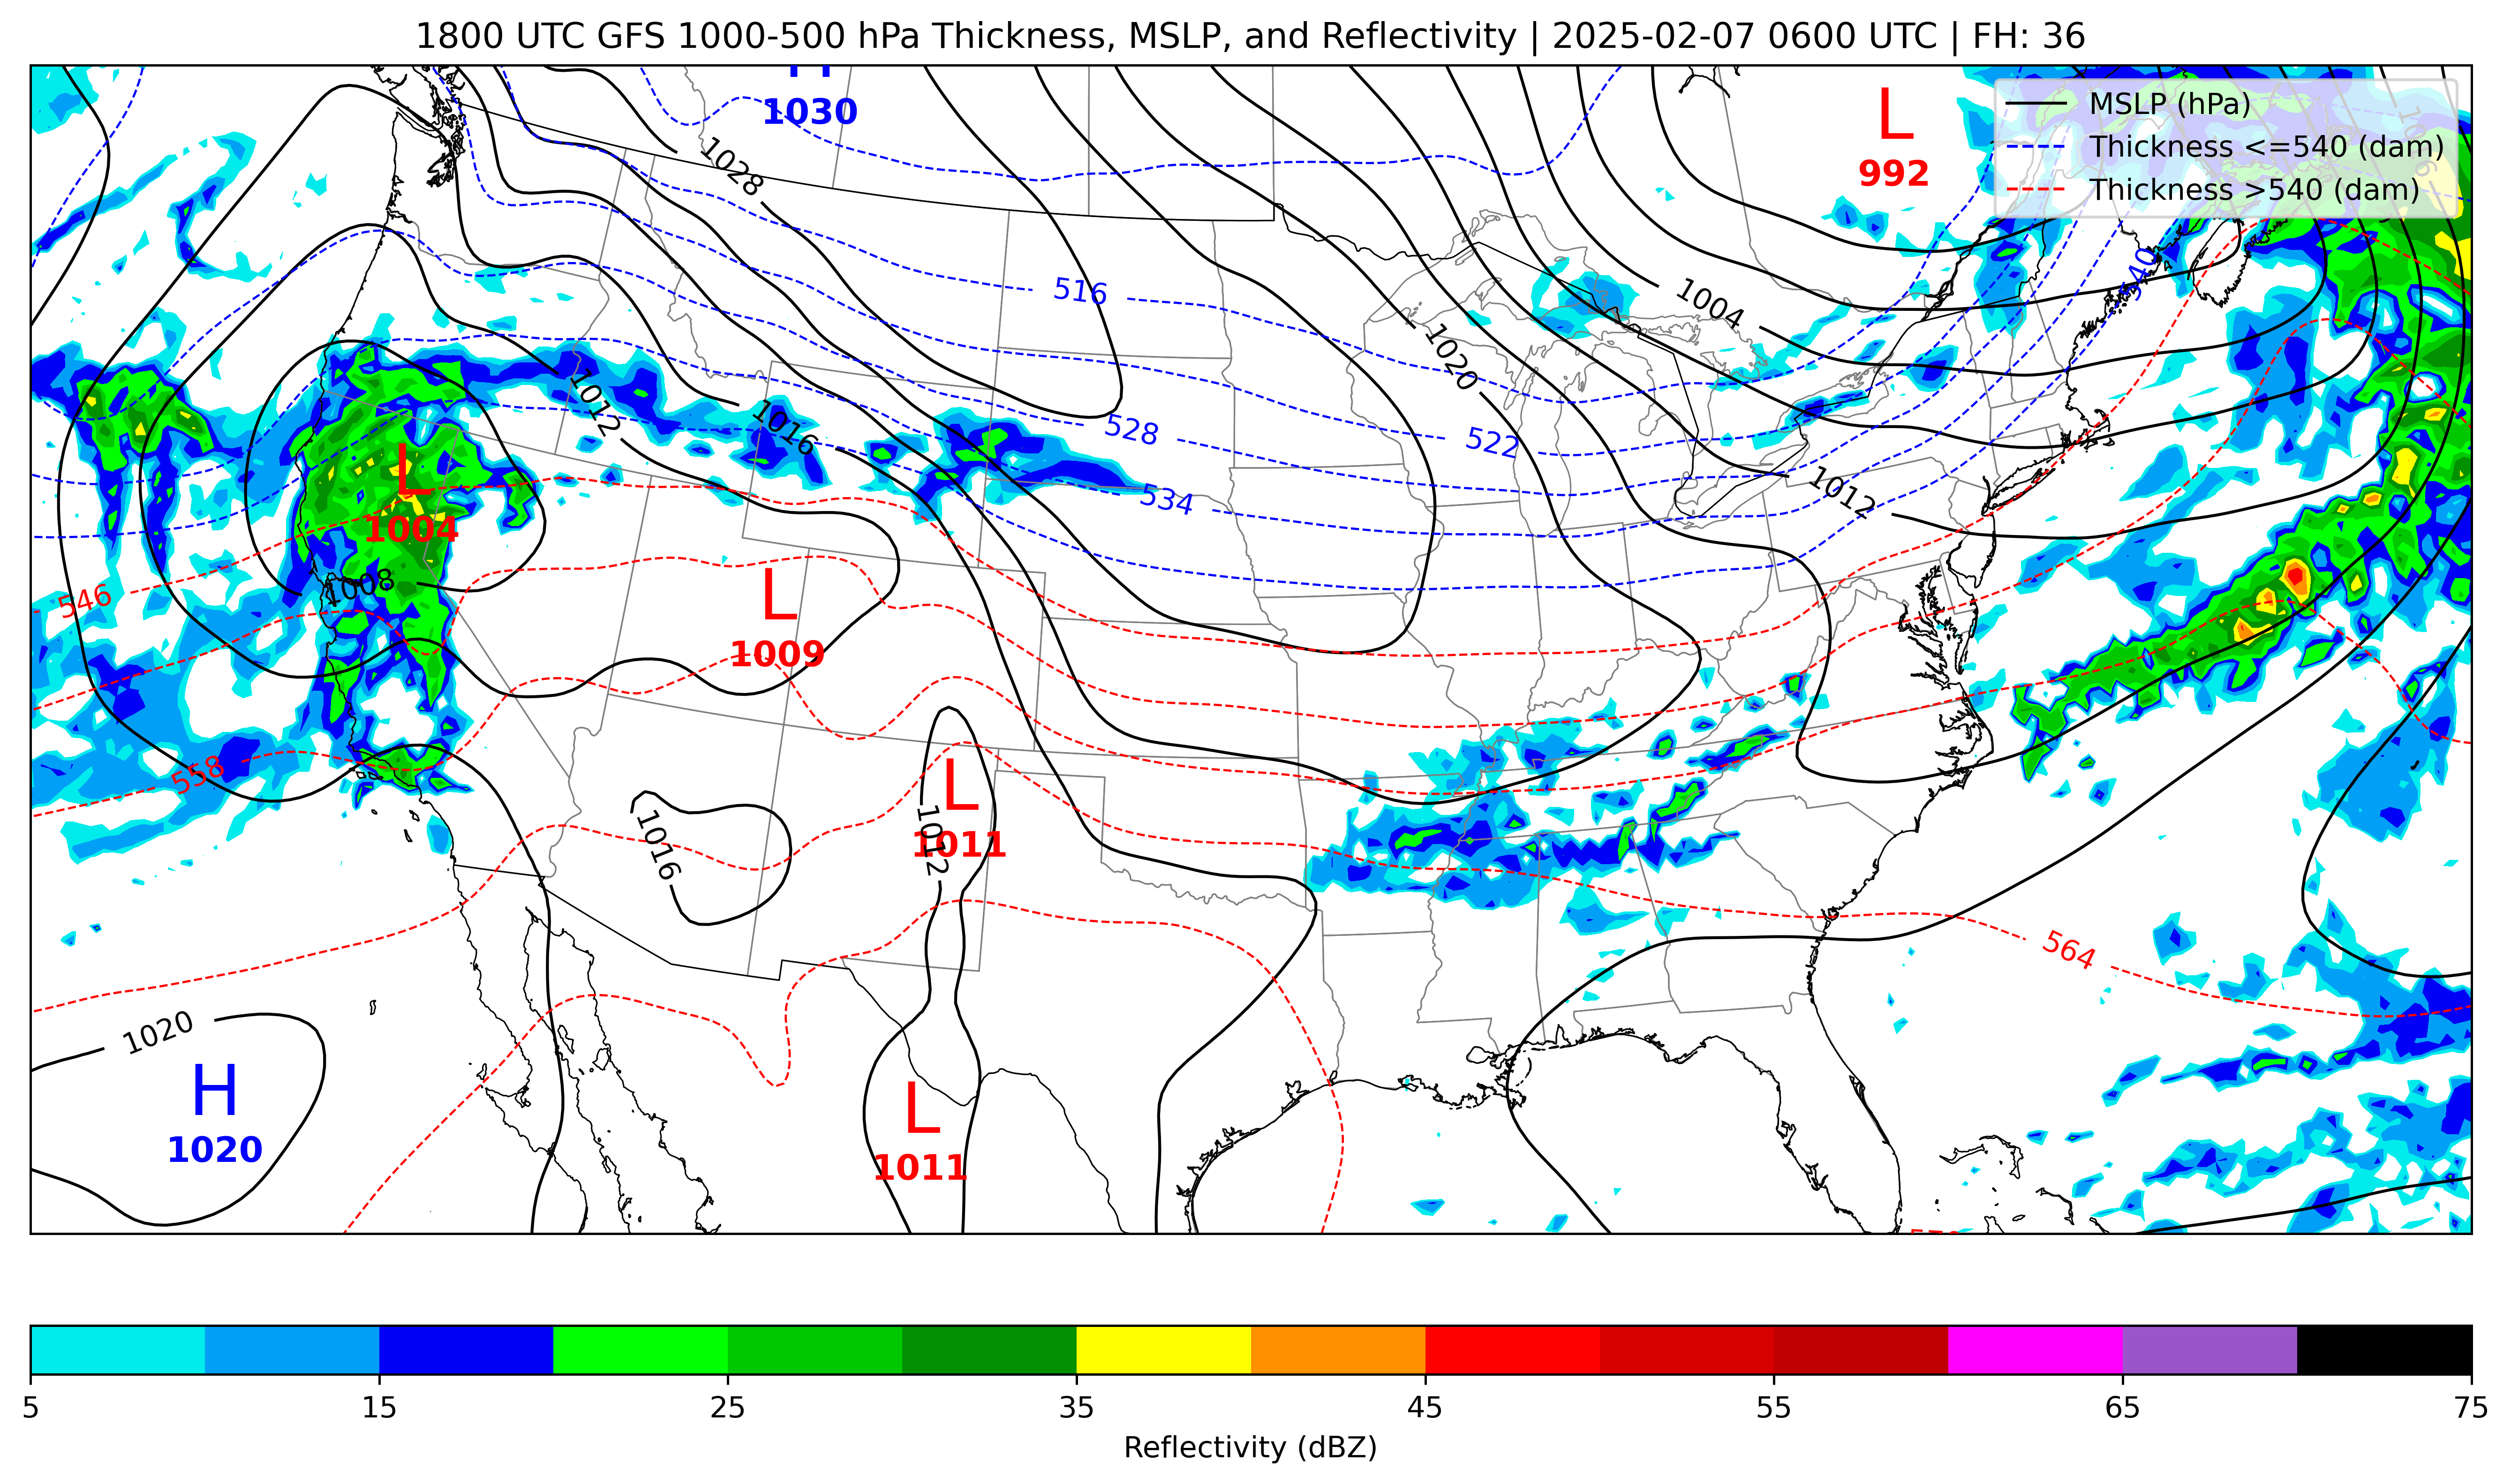 1800 UTC GFS 1000-500 hPa Thickness, MSLP, and Reflectivity | 2025-02-07 0600 UTC | FH: 36
MSLP (hPa)
Thickness <=540 (dam)
Thickness >540 (dam)
H
1030
L
992
1028
516
540
1004
1020
1012
1016
528
522
534
L
1004
1012
1008
546
L
1009
558
L
1011
1012
1016
564
1020
H
1020
L
1011
5
15
25
35
45
55
65
75
Reflectivity (dBZ)